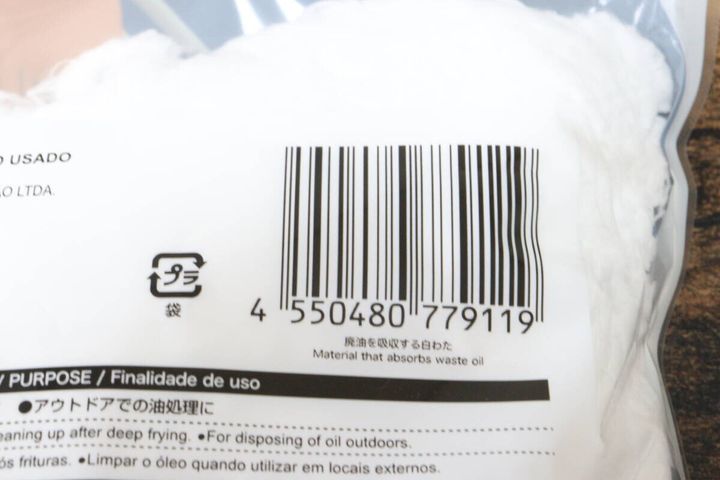 O USADO
ÃO LTDA.
プラ
袋
4 550480 779119
廃油を吸収する白わた
Material that absorbs waste oil
/ PURPOSE / Finalidade de uso
●アウトドアでの油処理に
eaning up after deep frying. ●For disposing of oil outdoors.
ós frituras. ●Limpar o óleo quando utilizar em locais externos.